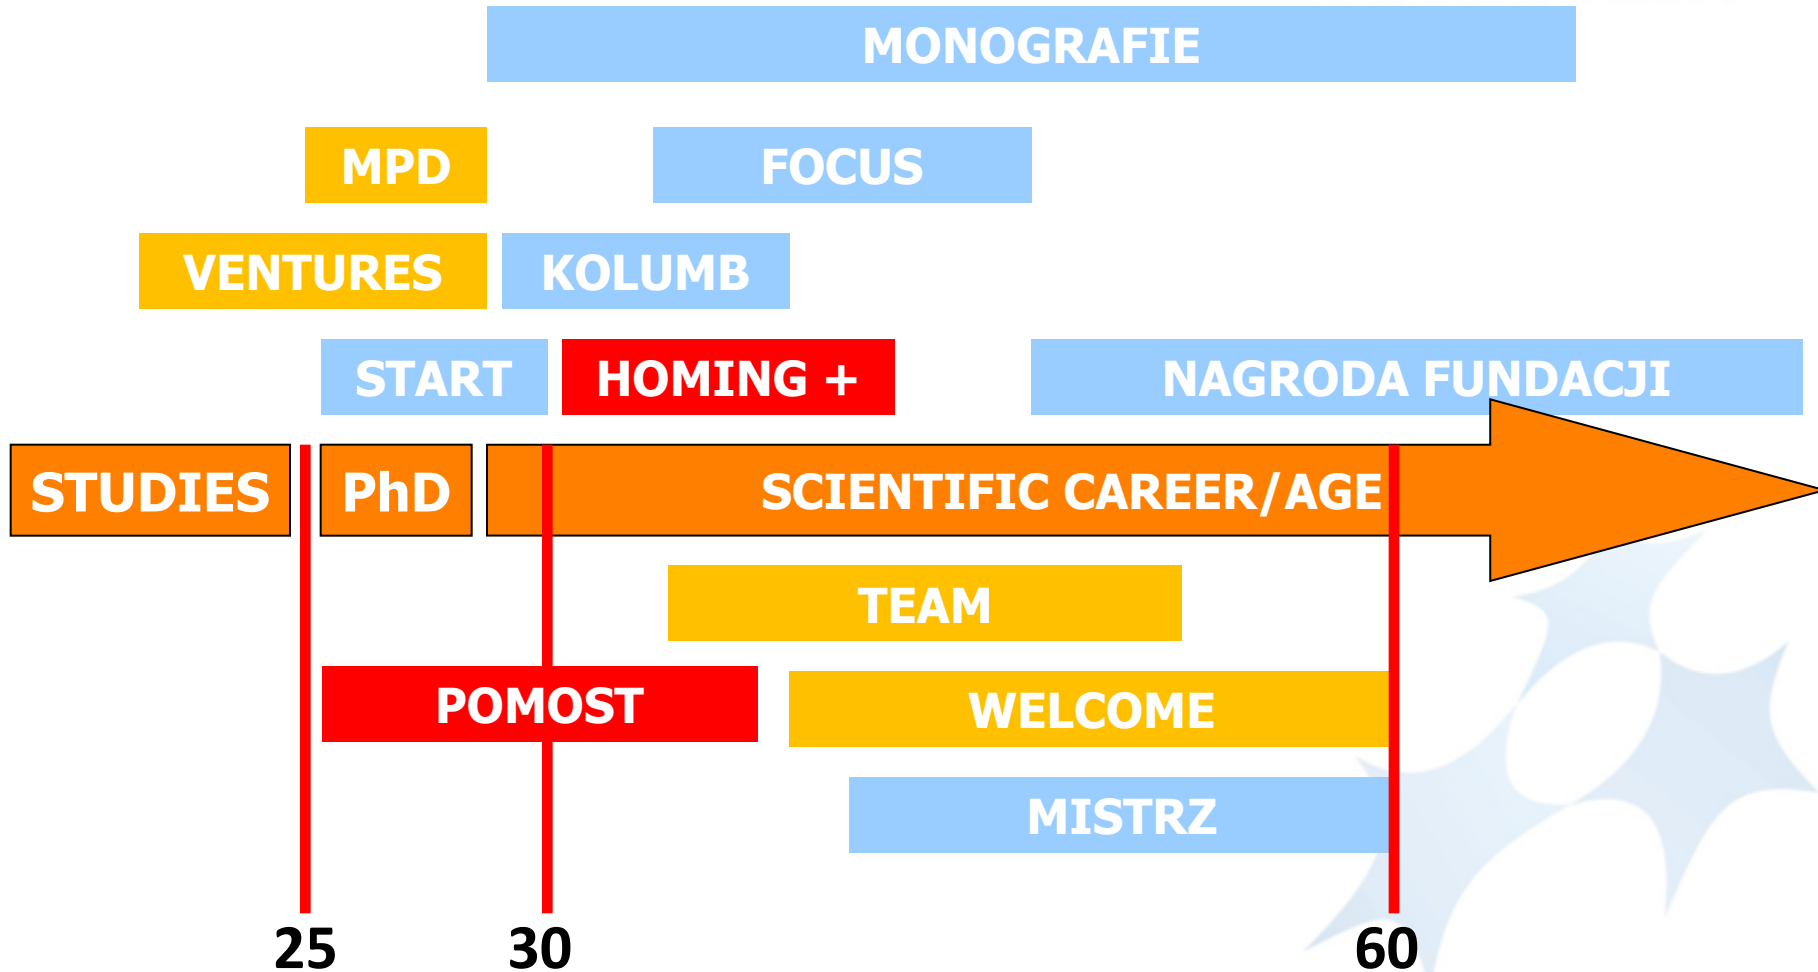 MONOGRAFIE
MPD FOCUS
VENTURES KOLUMB
START HOMING + NAGRODA FUNDACJI
STUDIES PhD SCIENTIFIC CAREER/AGE
TEAM
POMOST WELCOME
MISTRZ
25 30 60